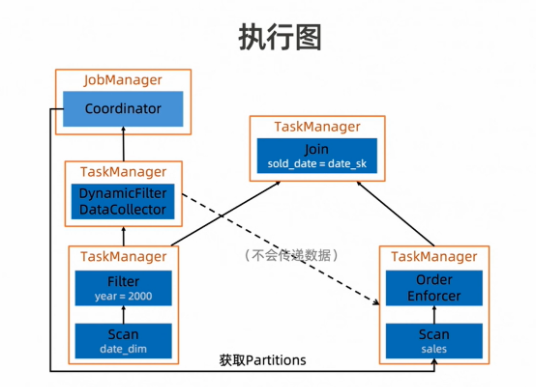 执行图
JobManager
Coordinator
TaskManager
Join
sold_date = date_sk
TaskManager
DynamicFilter
DataCollector
（不会传递数据）
TaskManager
Filter
year = 2000
Scan
date_dim
TaskManager
Order
Enforcer
Scan
sales
获取Partitions